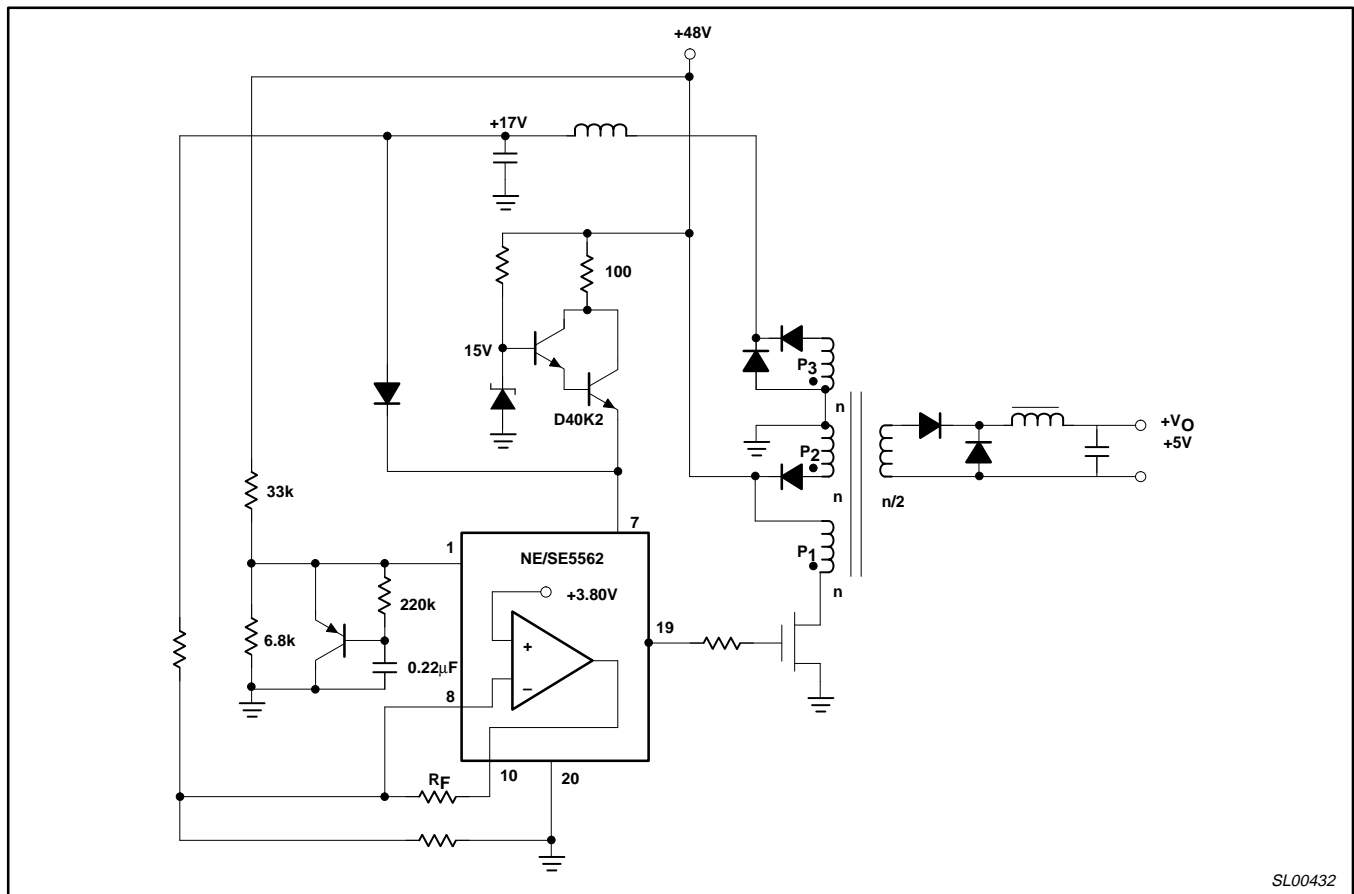 +48V
+17V
100
15V
D40K2
P3
n
P2
n
n/2
+VO
+5V
33k
7
1
NE/SE5562
+3.80V
P1
n
220k
6.8k
19
+
0.22µF
−
8
10
20
RF
SL00432